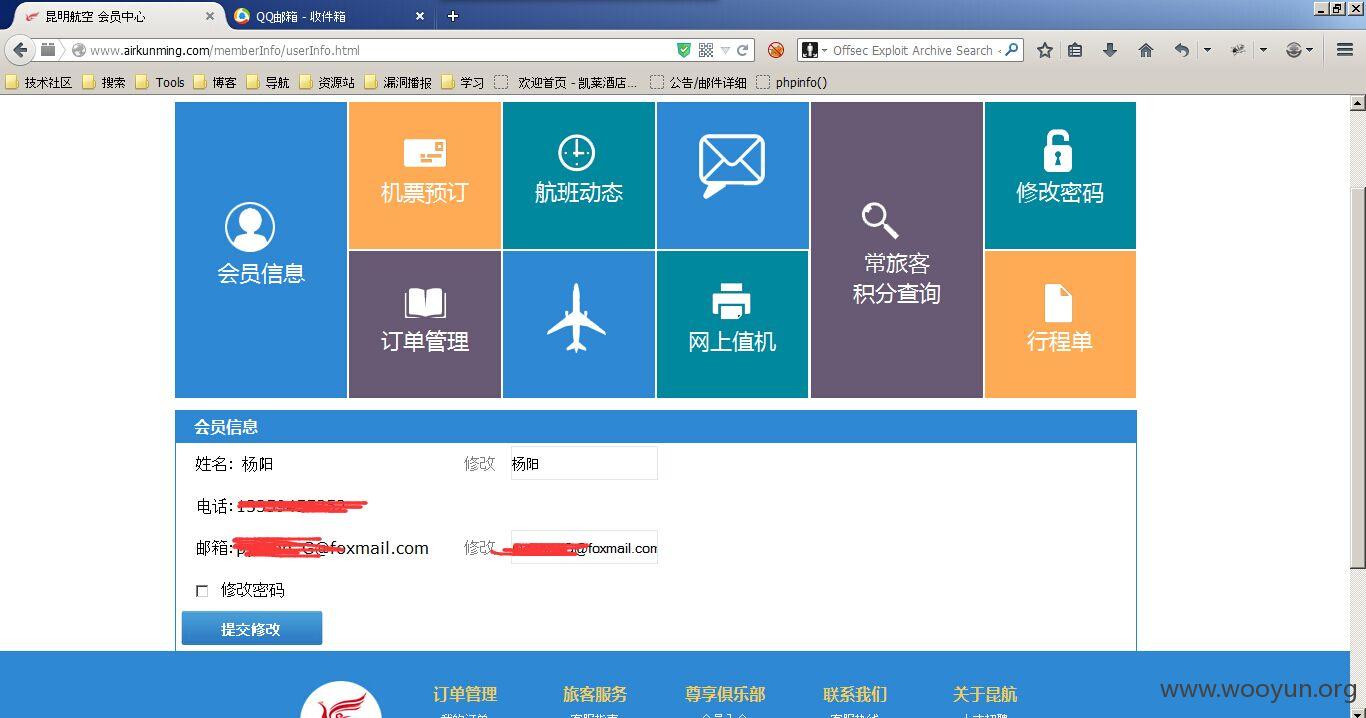 昆明航空 会员中心
QQ邮箱 - 收件箱
www.airkunming.com/memberInfo/userInfo.html
Offsec Exploit Archive Search
技术社区 搜索 Tools 博客 导航 资源站 漏洞播报 学习 欢迎首页 - 凯莱酒店... 公告/邮件详细 phpinfo()
会员信息
机票预订
航班动态
常旅客
积分查询
修改密码
订单管理
网上值机
行程单
会员信息
姓名: 杨阳 修改 杨阳
电话:
邮箱: @foxmail.com 修改 @foxmail.com
修改密码
提交修改
订单管理 旅客服务 尊享俱乐部 联系我们 关于昆航
www.wooyun.org